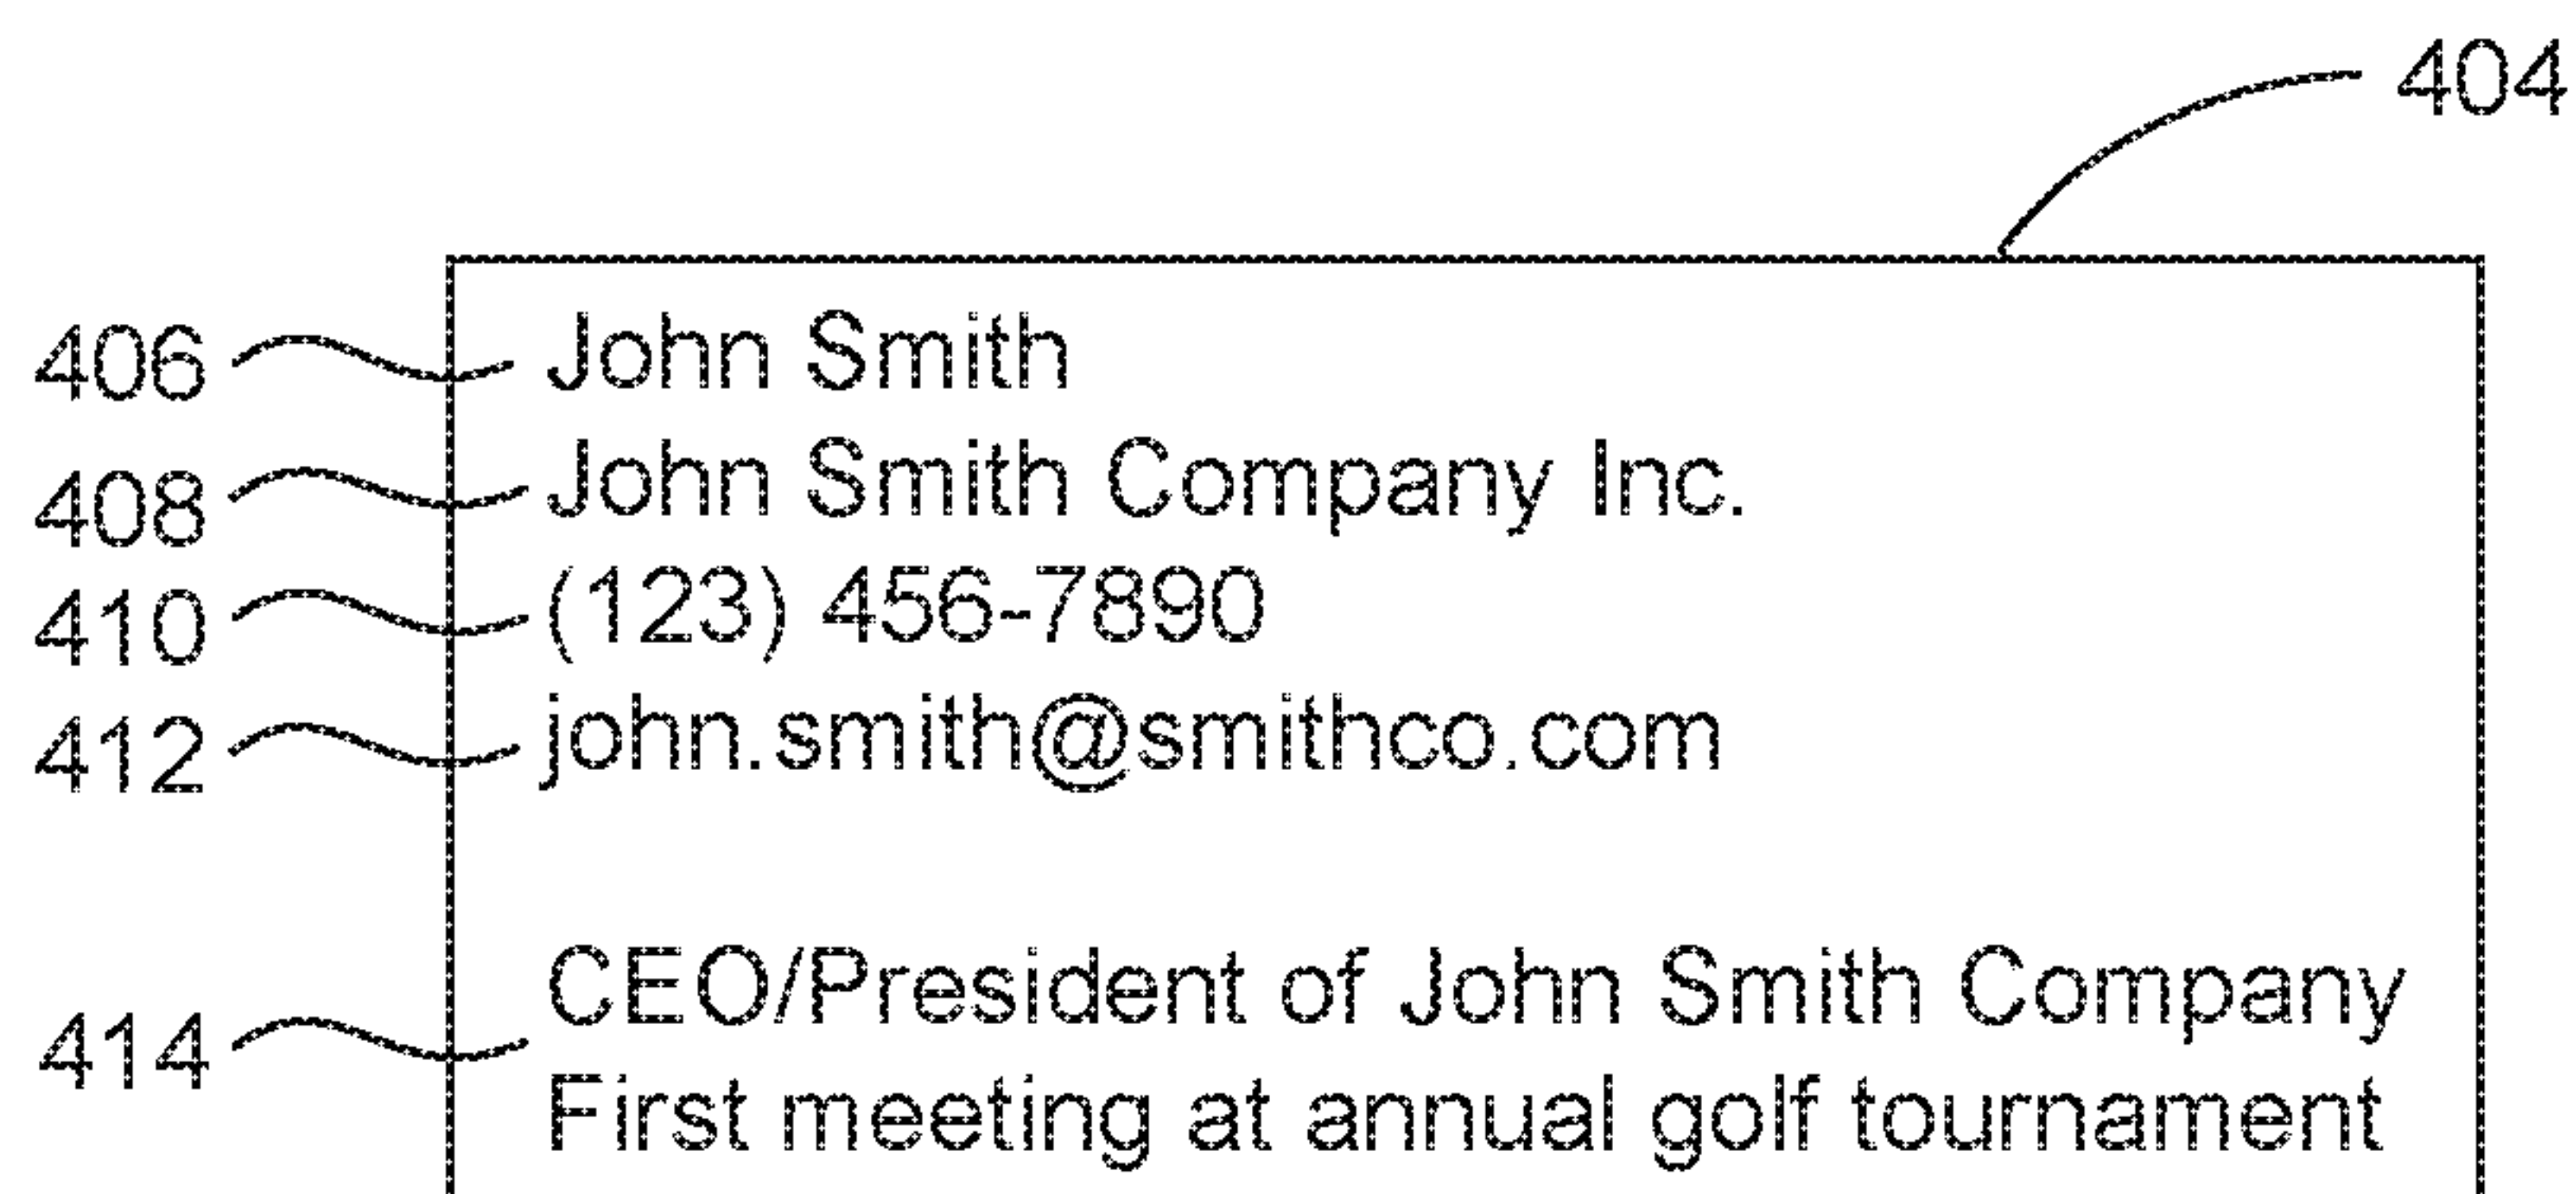 404
406 John Smith
408 John Smith Company Inc.
410 (123) 456-7890
412 john.smith@smithco.com
CEO/President of John Smith Company
414
First meeting at annual golf tournament